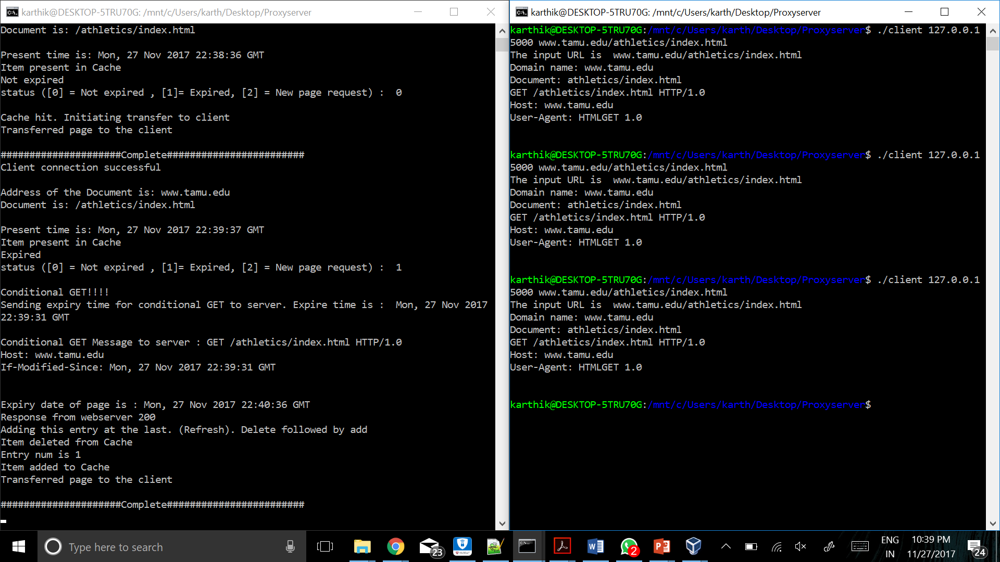 karthik@DESKTOP-5TRU70G: /mnt/c/Users/karth/Desktop/Proxyserver
Document is: /athletics/index.html
Present time is: Mon, 27 Nov 2017 22:38:36 GMT
Item present in Cache
Not expired
status ([0] = Not expired , [1]= Expired, [2] = New page request) :  0
Cache hit. Initiating transfer to client
Transferred page to the client
#####################Complete########################
Client connection successful
Address of the Document is: www.tamu.edu
Document is: /athletics/index.html
Present time is: Mon, 27 Nov 2017 22:39:37 GMT
Item present in Cache
Expired
status ([0] = Not expired , [1]= Expired, [2] = New page request) :  1
Conditional GET!!!!
Sending expiry time for conditional GET to server. Expire time is :  Mon, 27 Nov 2017
22:39:31 GMT
Conditional GET Message to server : GET /athletics/index.html HTTP/1.0
Host: www.tamu.edu
If-Modified-Since: Mon, 27 Nov 2017 22:39:31 GMT
Expiry date of page is : Mon, 27 Nov 2017 22:40:36 GMT
Response from webserver 200
Adding this entry at the last. (Refresh). Delete followed by add
Item deleted from Cache
Entry num is 1
Item added to Cache
Transferred page to the client
#####################Complete########################
karthik@DESKTOP-5TRU70G: /mnt/c/Users/karth/Desktop/Proxyserver
karthik@DESKTOP-5TRU70G:/mnt/c/Users/karth/Desktop/Proxyserver$ ./client 127.0.0.1
5000 www.tamu.edu/athletics/index.html
The input URL is  www.tamu.edu/athletics/index.html
Domain name: www.tamu.edu
Document: athletics/index.html
GET /athletics/index.html HTTP/1.0
Host: www.tamu.edu
User-Agent: HTMLGET 1.0
karthik@DESKTOP-5TRU70G:/mnt/c/Users/karth/Desktop/Proxyserver$ ./client 127.0.0.1
5000 www.tamu.edu/athletics/index.html
The input URL is  www.tamu.edu/athletics/index.html
Domain name: www.tamu.edu
Document: athletics/index.html
GET /athletics/index.html HTTP/1.0
Host: www.tamu.edu
User-Agent: HTMLGET 1.0
karthik@DESKTOP-5TRU70G:/mnt/c/Users/karth/Desktop/Proxyserver$ ./client 127.0.0.1
5000 www.tamu.edu/athletics/index.html
The input URL is  www.tamu.edu/athletics/index.html
Domain name: www.tamu.edu
Document: athletics/index.html
GET /athletics/index.html HTTP/1.0
Host: www.tamu.edu
User-Agent: HTMLGET 1.0
karthik@DESKTOP-5TRU70G:/mnt/c/Users/karth/Desktop/Proxyserver$
Type here to search
23
2
ENG
IN
10:39 PM
11/27/2017
24